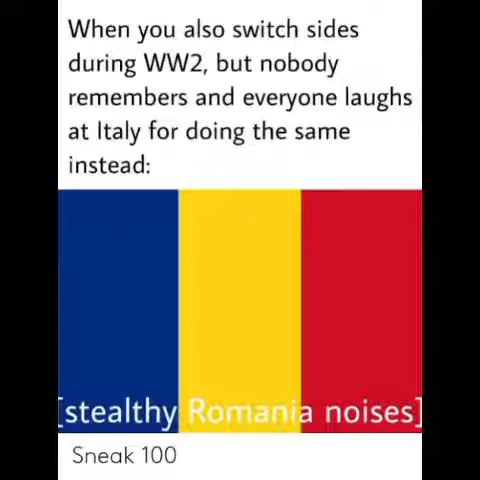 When you also switch sides
during WW2, but nobody
remembers and everyone laughs
at Italy for doing the same
instead:
[stealthy Romania noises]
Sneak 100